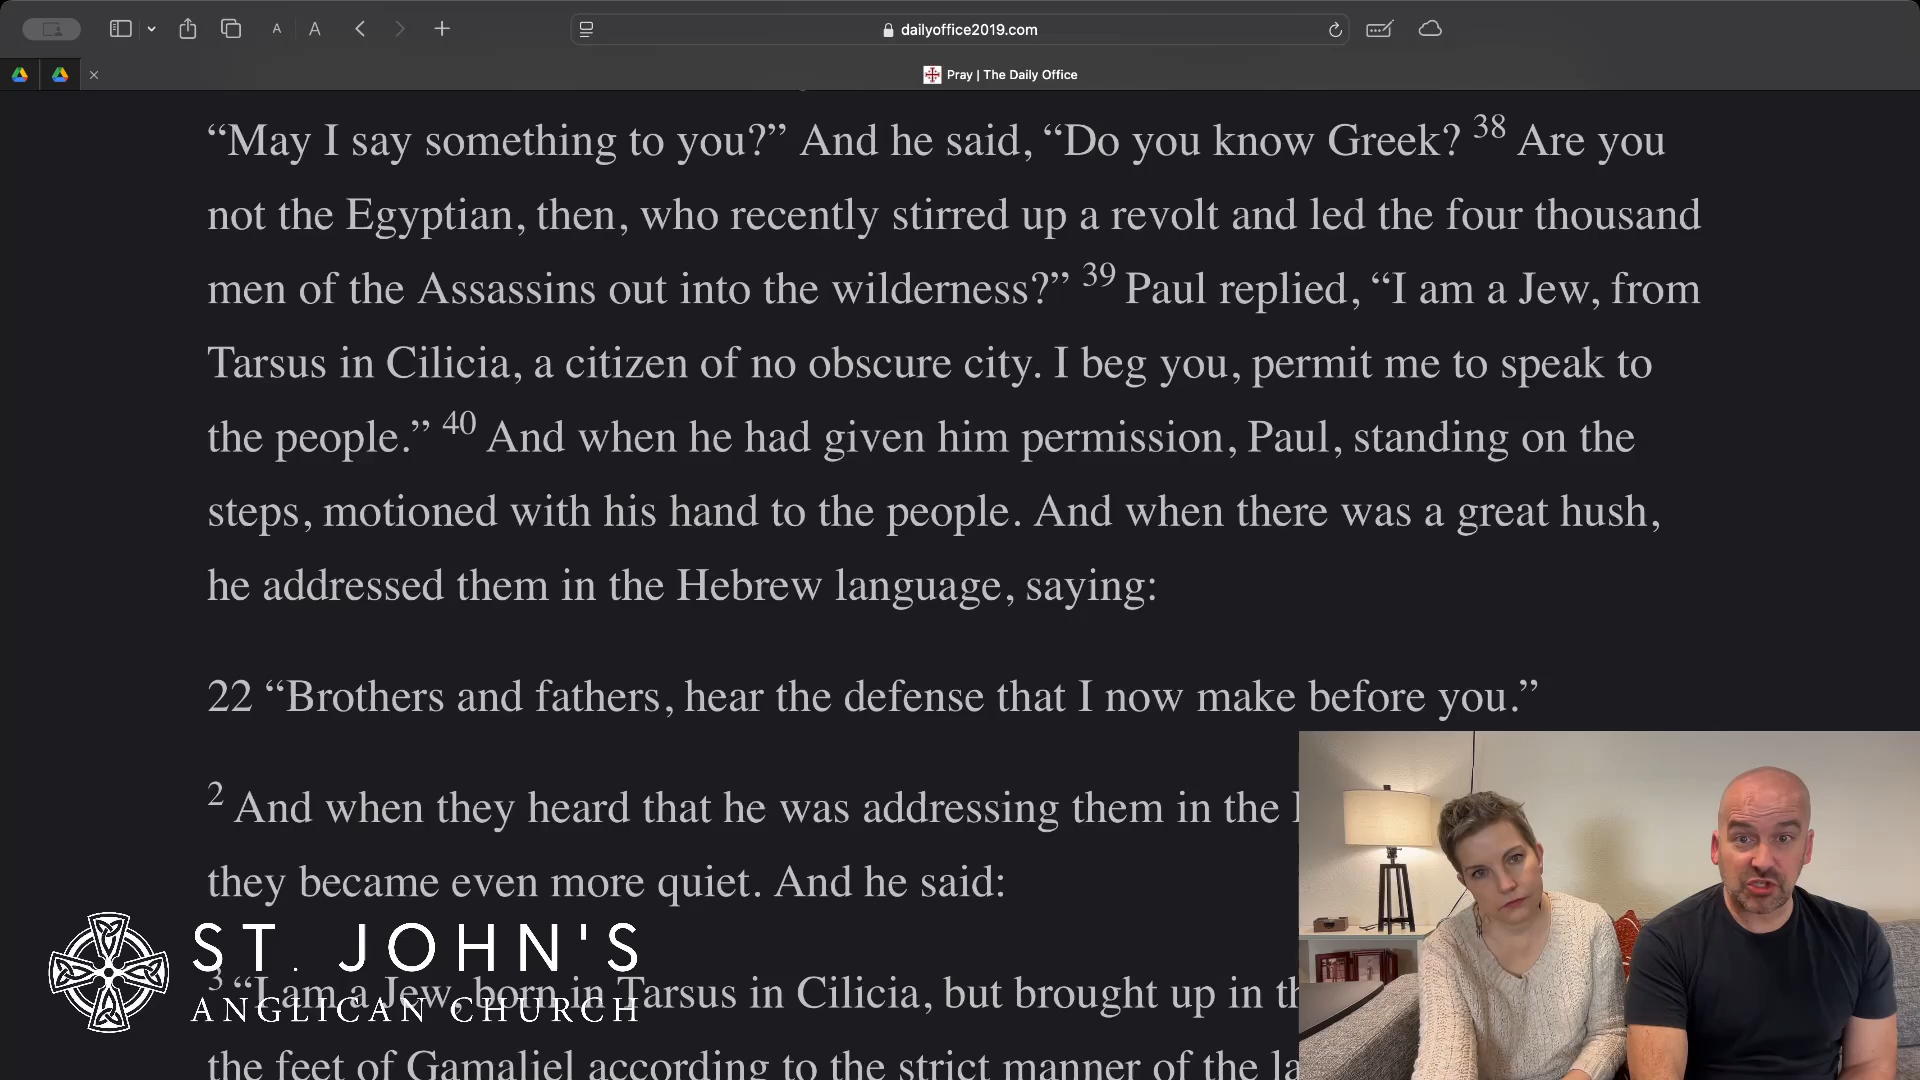 A A
dailyoffice2019.com
Pray | The Daily Office
“May I say something to you?” And he said, “Do you know Greek? 38 Are you
not the Egyptian, then, who recently stirred up a revolt and led the four thousand
men of the Assassins out into the wilderness?” 39 Paul replied, “I am a Jew, from
Tarsus in Cilicia, a citizen of no obscure city. I beg you, permit me to speak to
the people.” 40 And when he had given him permission, Paul, standing on the
steps, motioned with his hand to the people. And when there was a great hush,
he addressed them in the Hebrew language, saying:
22 “Brothers and fathers, hear the defense that I now make before you.”
2 And when they heard that he was addressing them in the
they became even more quiet. And he said:
3 “I am a Jew, born in Tarsus in Cilicia, but brought up in
the feet of Gamaliel according to the strict manner of the
ST. JOHN'S
ANGLICAN CHURCH